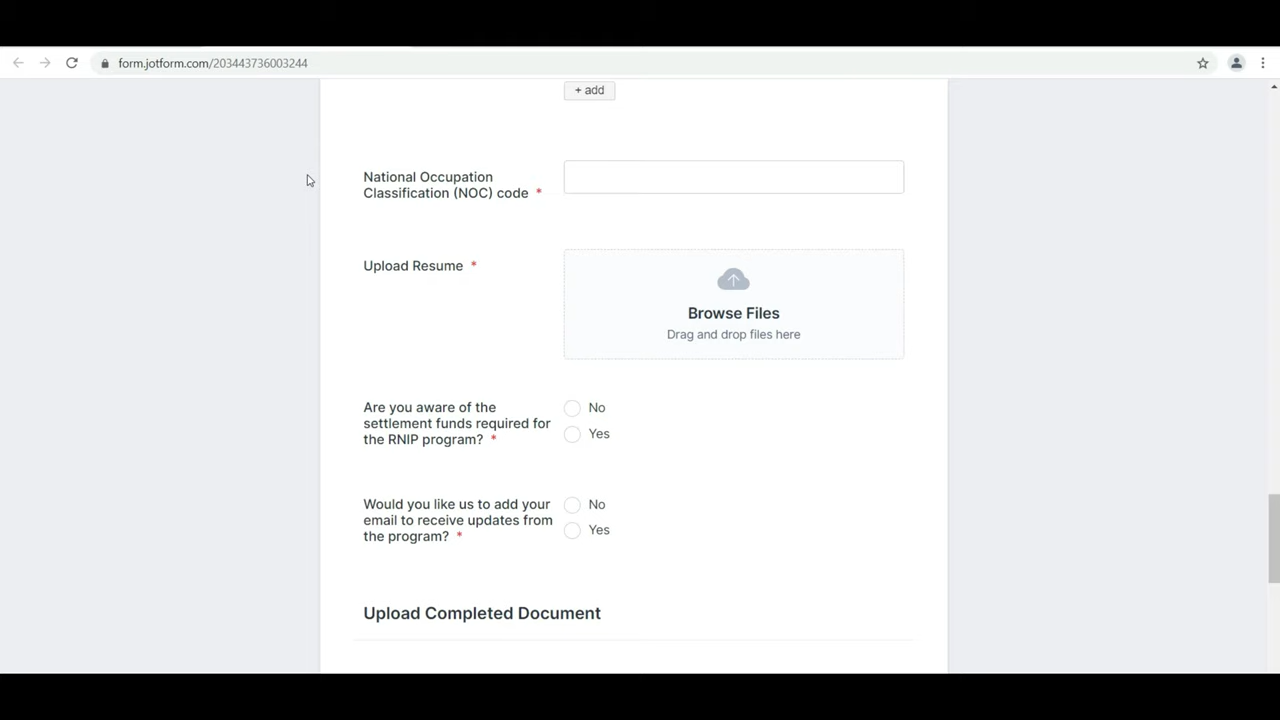 form.jotform.com/203443736003244
+ add
National Occupation
Classification (NOC) code *
Upload Resume *
Browse Files
Drag and drop files here
Are you aware of the
settlement funds required for
the RNIP program? *
No
Yes
Would you like us to add your
email to receive updates from
the program? *
No
Yes
Upload Completed Document